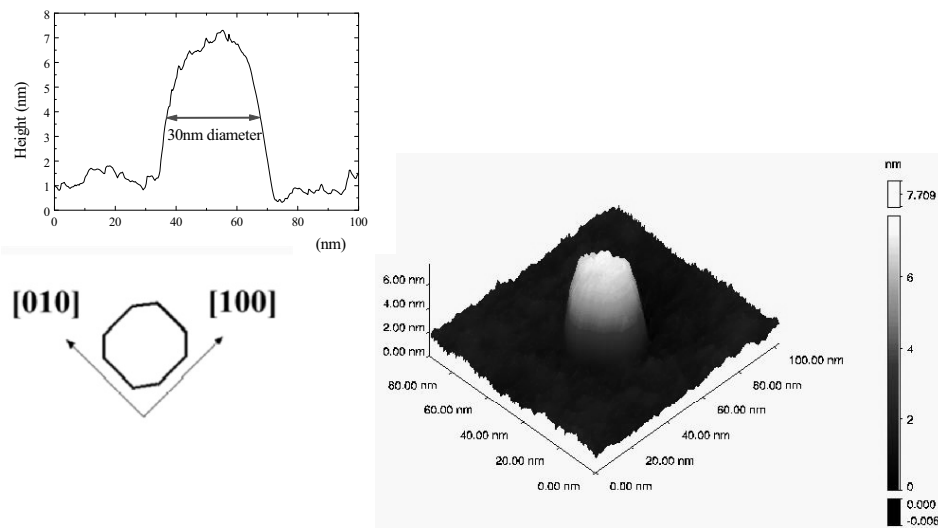 8
7
6
5
4
3
2
1
0
Height (nm)
30nm diameter
0 20 40 60 80 100
(nm)
[010] [100]
nm
7.709
6
4
2
0
0.000
-0.006
6.00 nm
4.00 nm
2.00 nm
0.00 nm
80.00 nm
60.00 nm
40.00 nm
20.00 nm
0.00 nm
0.00 nm
20.00 nm
40.00 nm
60.00 nm
80.00 nm
100.00 nm